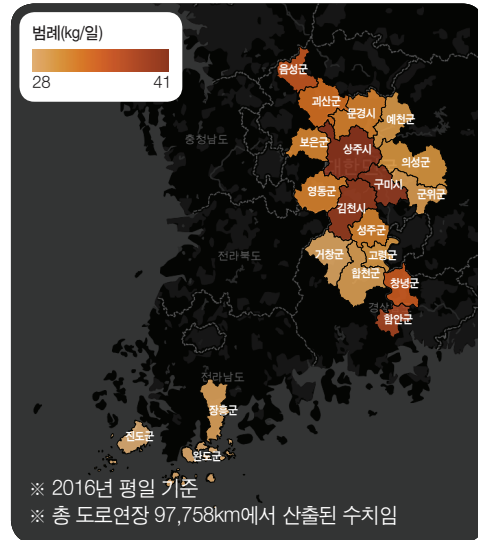 범례(kg/일)
28 41
음성군
괴산군
문경시
예천군
보은군
충청남도
상주시
의성군
대한민국
구미시
영동군
군위군
김천시
성주군
거창군
고령군
전라북도
합천군
창녕군
경상
함안군
전라남도
장흥군
진도군
완도군
※ 2016년 평일 기준
※ 총 도로연장 97,758km에서 산출된 수치임